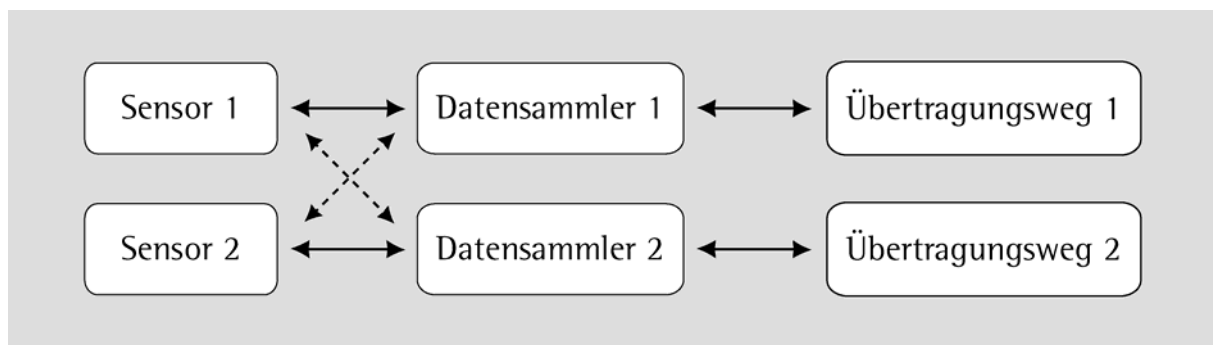 Sensor 1
Datensammler 1
Übertragungsweg 1
Sensor 2
Datensammler 2
Übertragungsweg 2